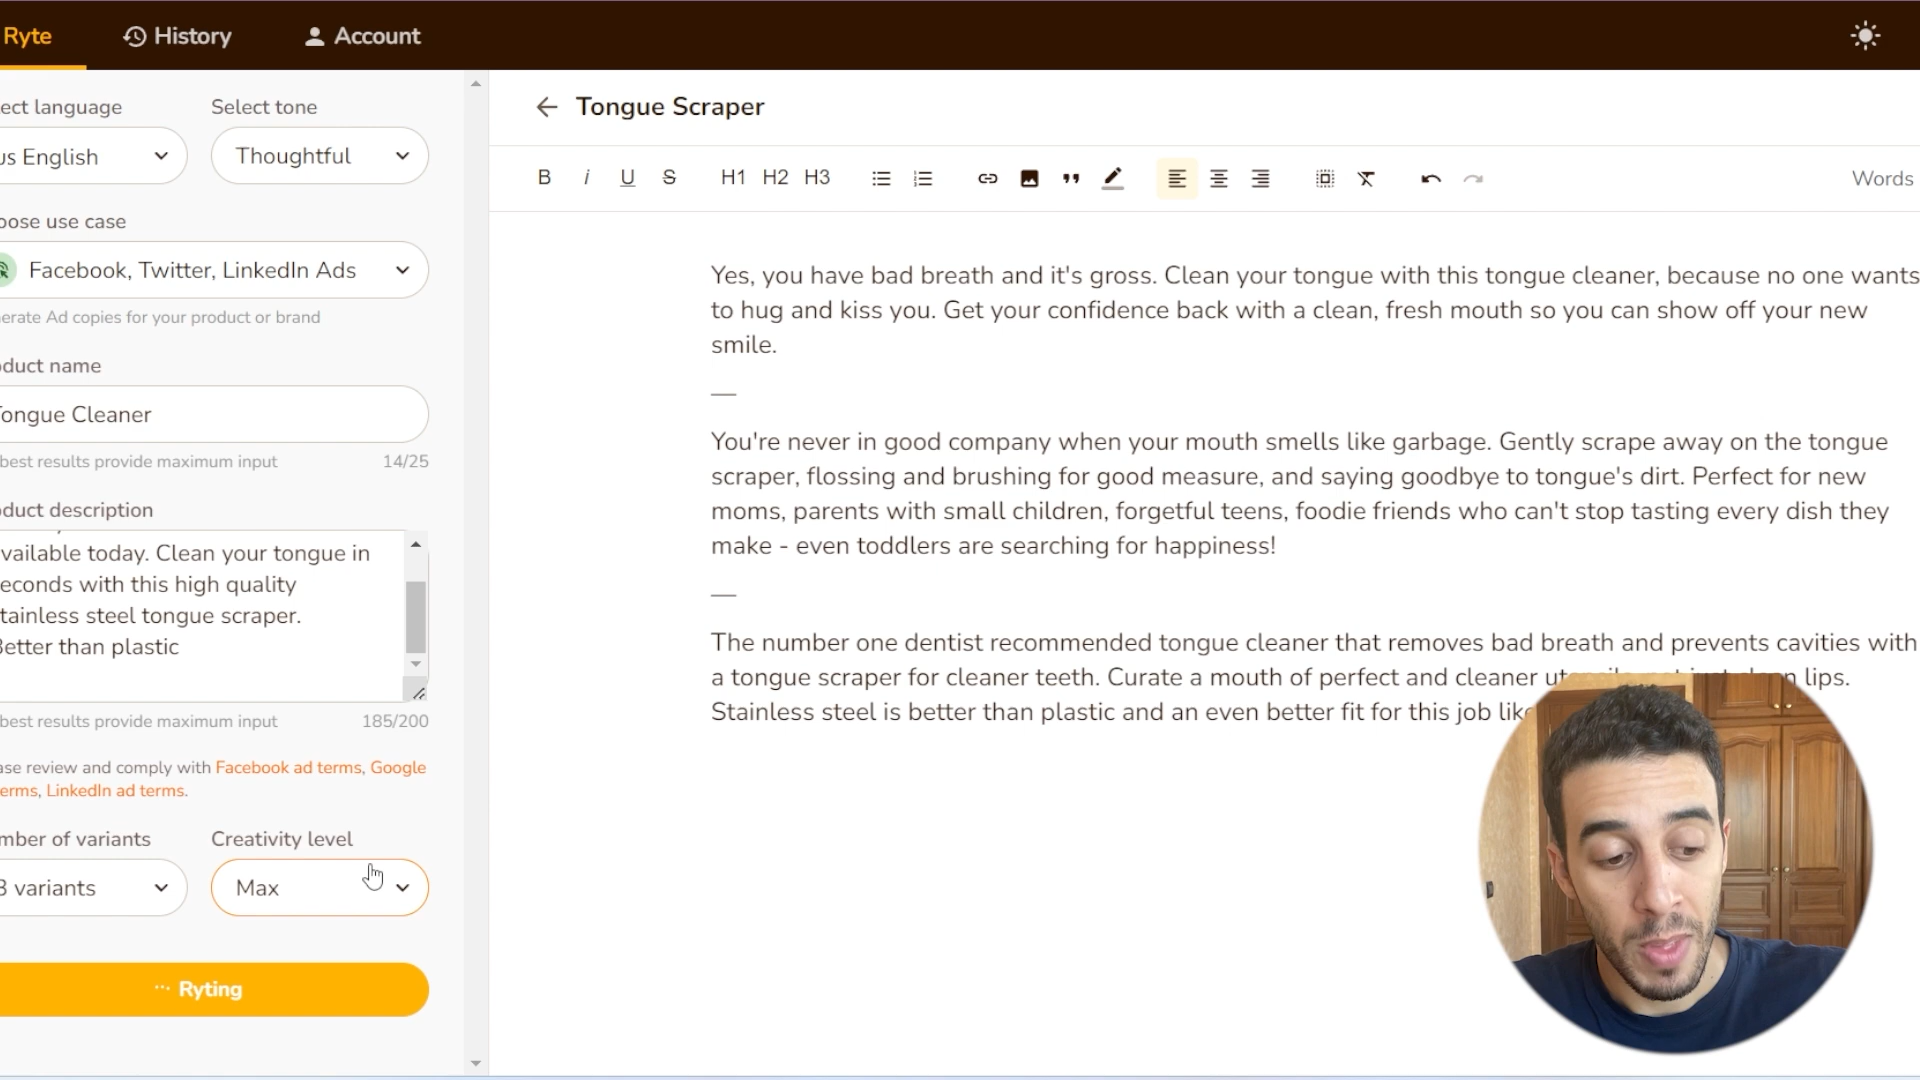 Ryte
History
Account
ect language
Select tone
us English
Thoughtful
oose use case
Facebook, Twitter, LinkedIn Ads
erate Ad copies for your product or brand
duct name
ongue Cleaner
best results provide maximum input
14/25
duct description
vailable today. Clean your tongue in
econds with this high quality
tainless steel tongue scraper.
Better than plastic
best results provide maximum input
185/200
ase review and comply with Facebook ad terms, Google
erms, LinkedIn ad terms.
mber of variants
Creativity level
3 variants
Max
Ryting
Tongue Scraper
B i U S H1 H2 H3
Words
Yes, you have bad breath and it's gross. Clean your tongue with this tongue cleaner, because no one wants
to hug and kiss you. Get your confidence back with a clean, fresh mouth so you can show off your new
smile.
—
You're never in good company when your mouth smells like garbage. Gently scrape away on the tongue
scraper, flossing and brushing for good measure, and saying goodbye to tongue's dirt. Perfect for new
moms, parents with small children, forgetful teens, foodie friends who can't stop tasting every dish they
make - even toddlers are searching for happiness!
—
The number one dentist recommended tongue cleaner that removes bad breath and prevents cavities with
a tongue scraper for cleaner teeth. Curate a mouth of perfect and cleaner lips.
Stainless steel is better than plastic and an even better fit for this job